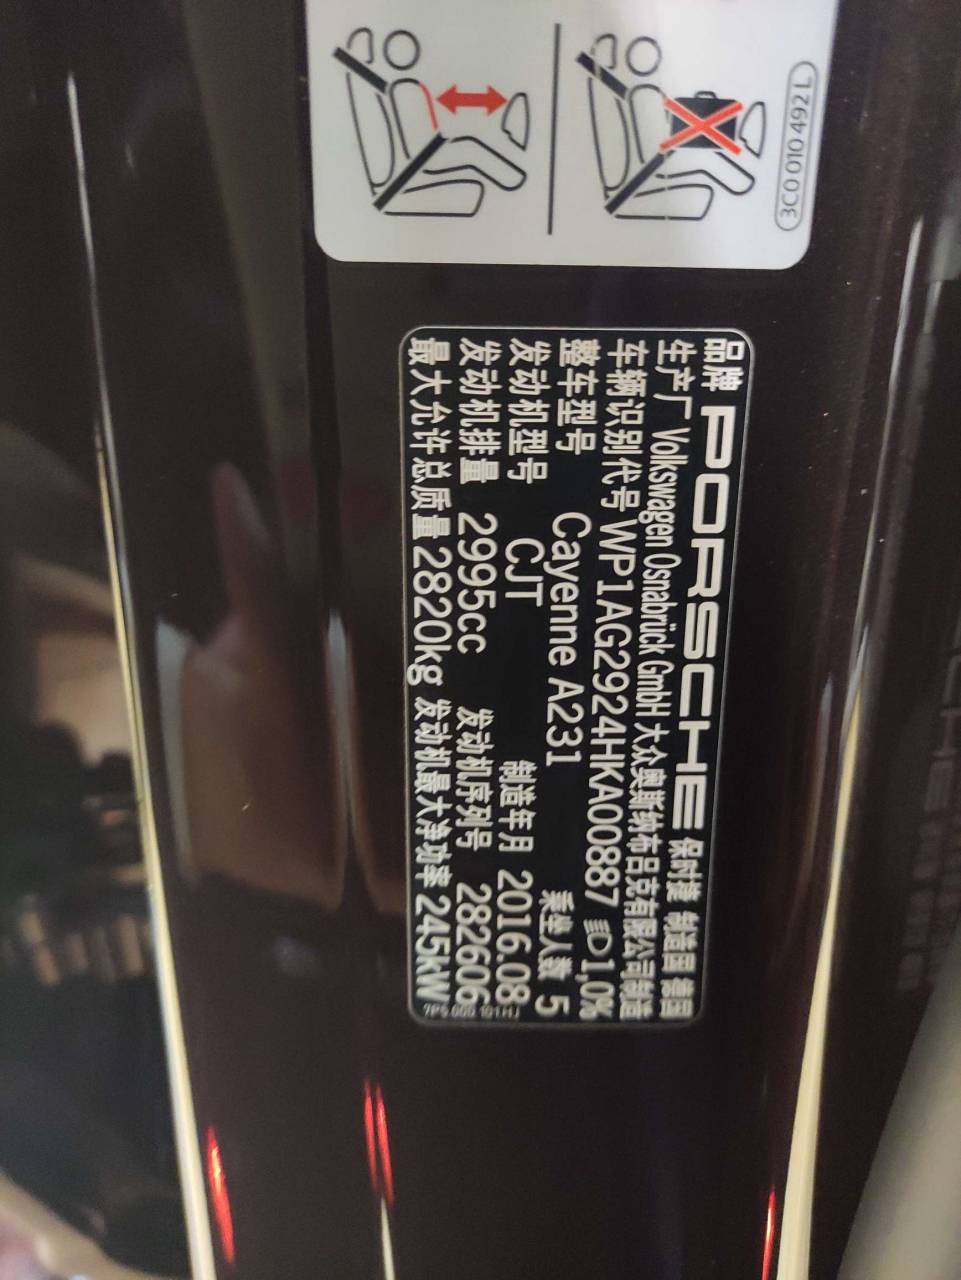 3C0 010 492 L
品牌 PORSCHE 保时捷 制造国 德国
生产厂 Volkswagen Osnabrück GmbH 大众奥斯纳布吕克有限公司制造
车辆识别代号 WP1AG2924HKA00887 1,0%
整车型号 Cayenne A231 乘坐人数 5
发动机型号 CJT 制造年月 2016.08
发动机排量 2995cc 发动机序列号 282606
最大允许总质量 2820kg 发动机最大净功率 245kW